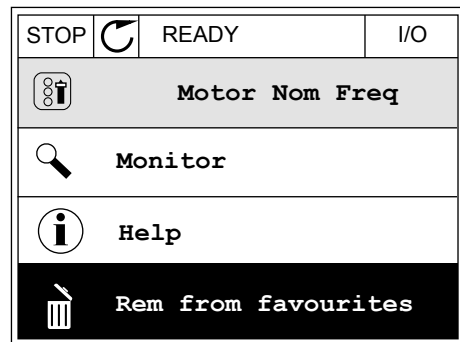 STOP READY I/O
Motor Nom Freq
Monitor
Help
Rem from favourites